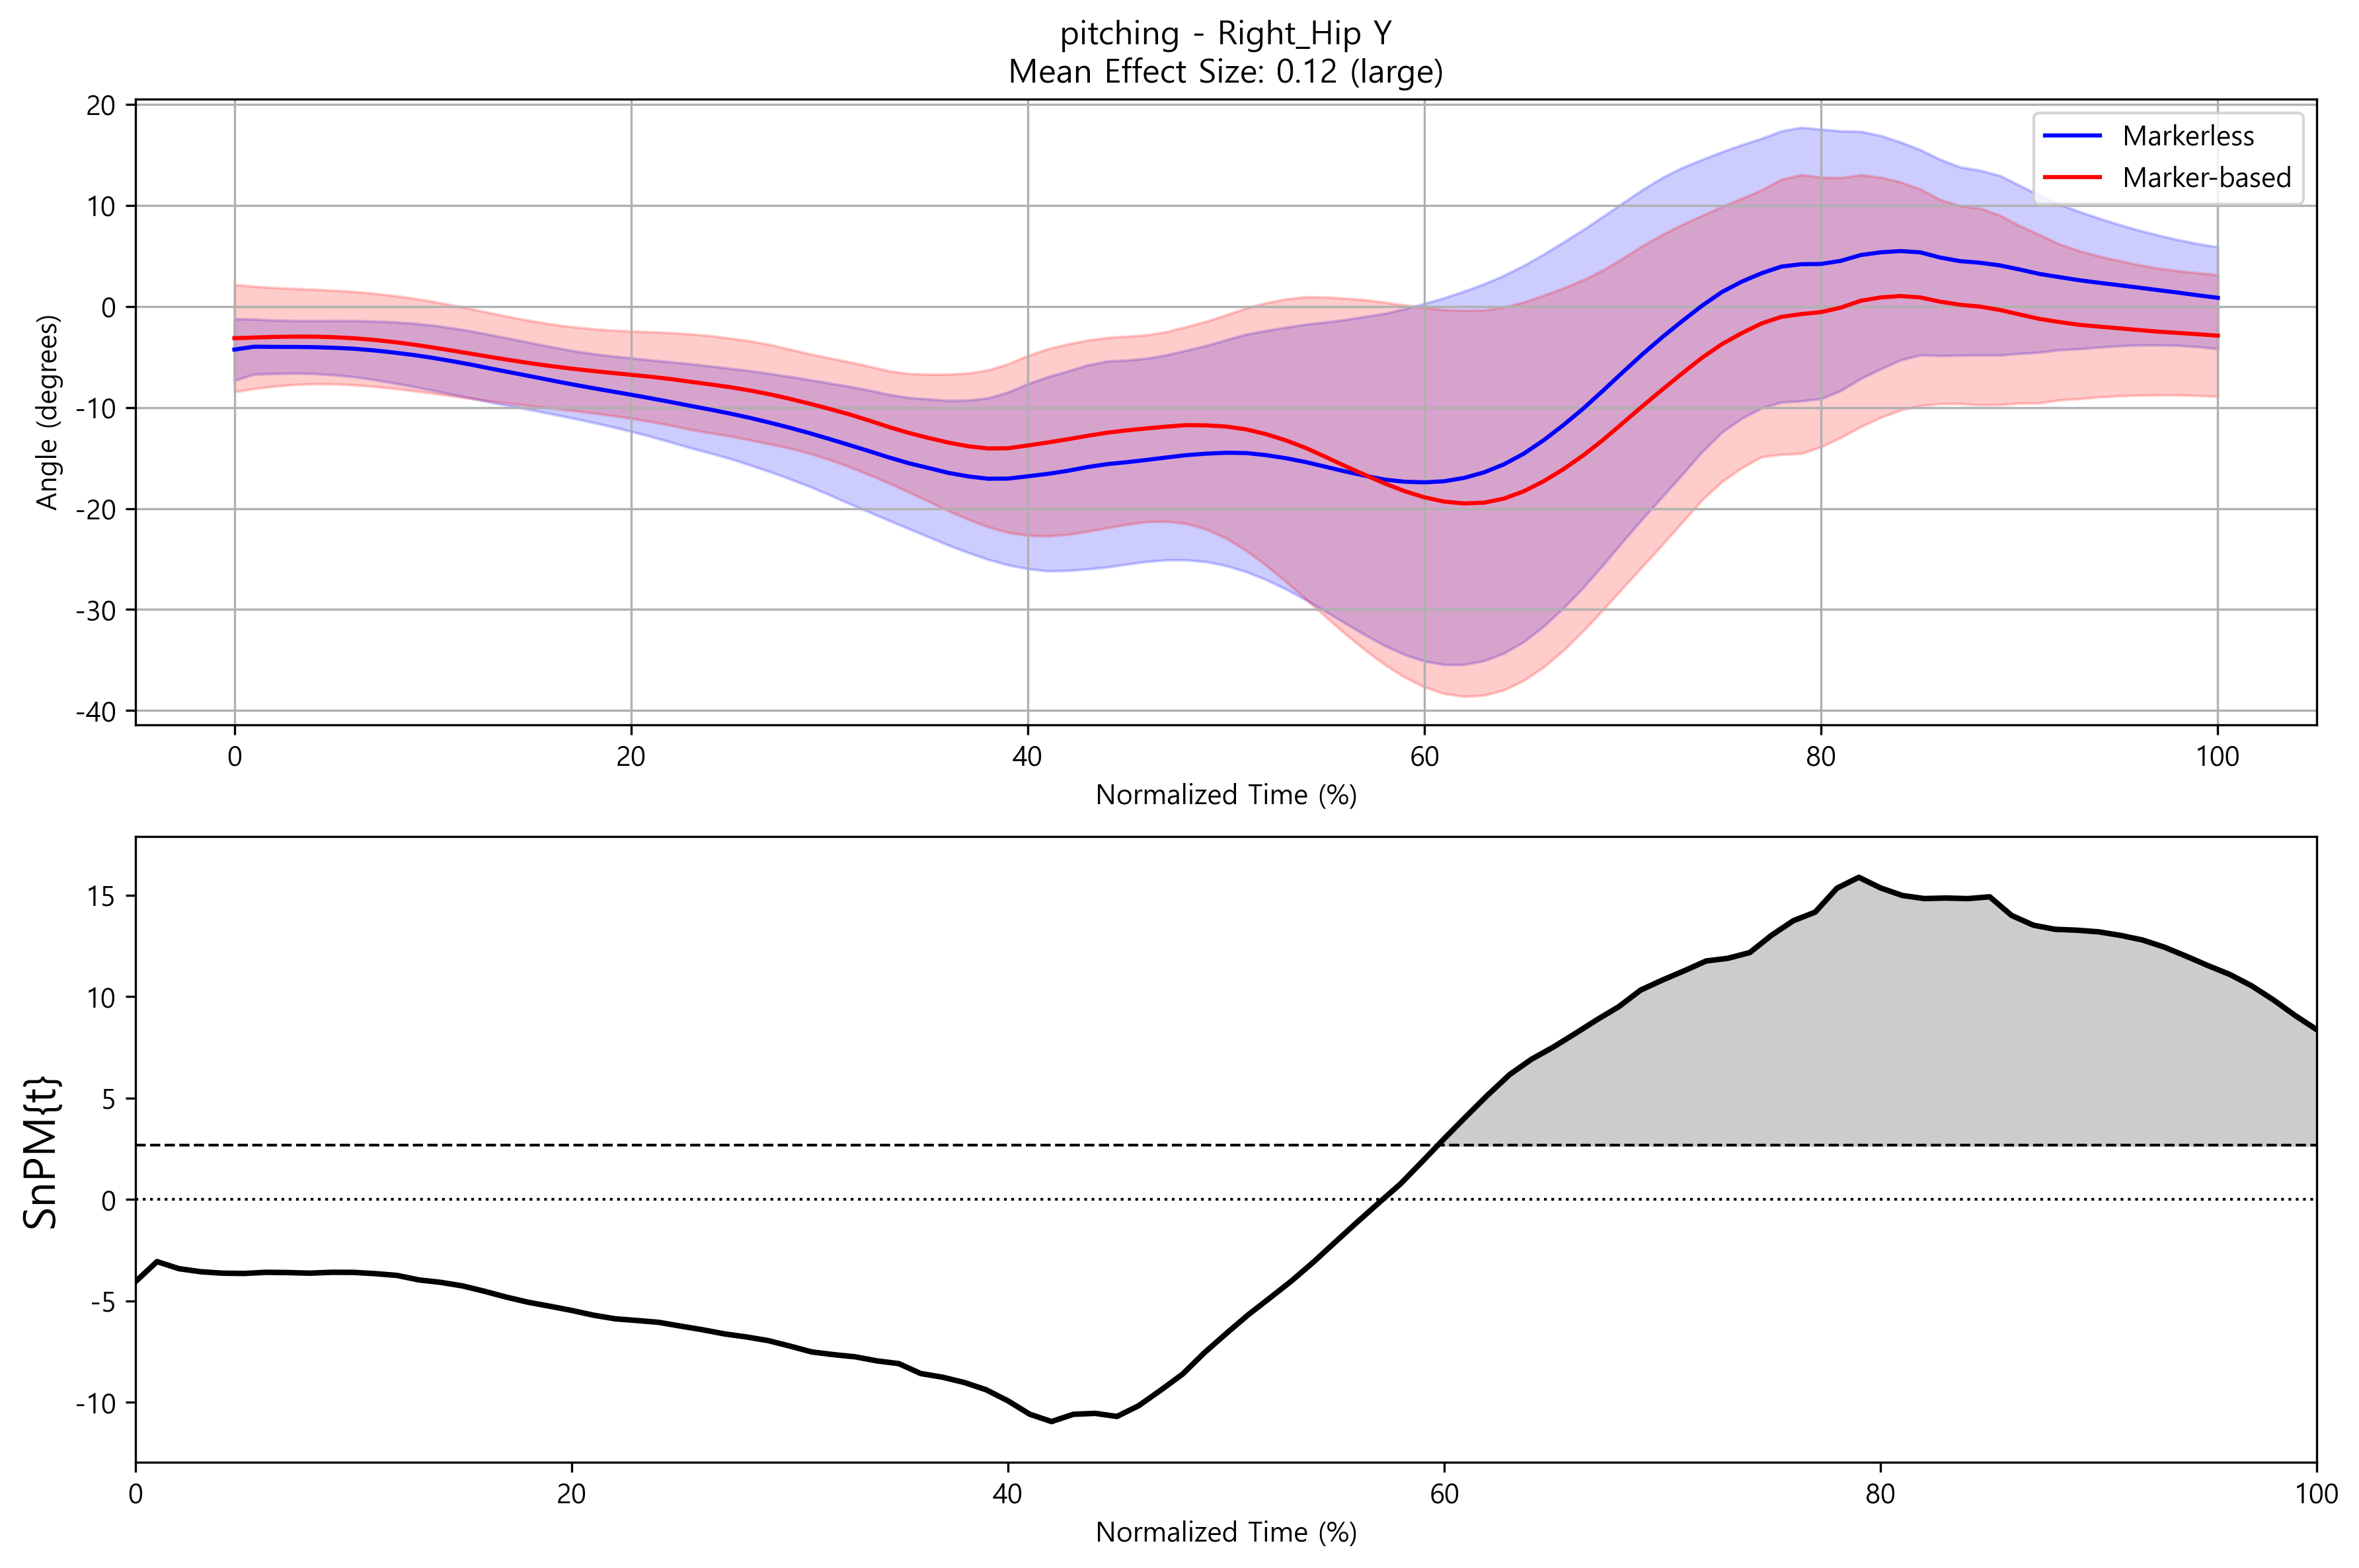 pitching - Right_Hip Y
Mean Effect Size: 0.12 (large)
Angle (degrees)
20
10
0
-10
-20
-30
-40
Markerless
Marker-based
0 20 40 60 80 100
Normalized Time (%)
SnPM{t}
15
10
5
0
-5
-10
0 20 40 60 80 100
Normalized Time (%)